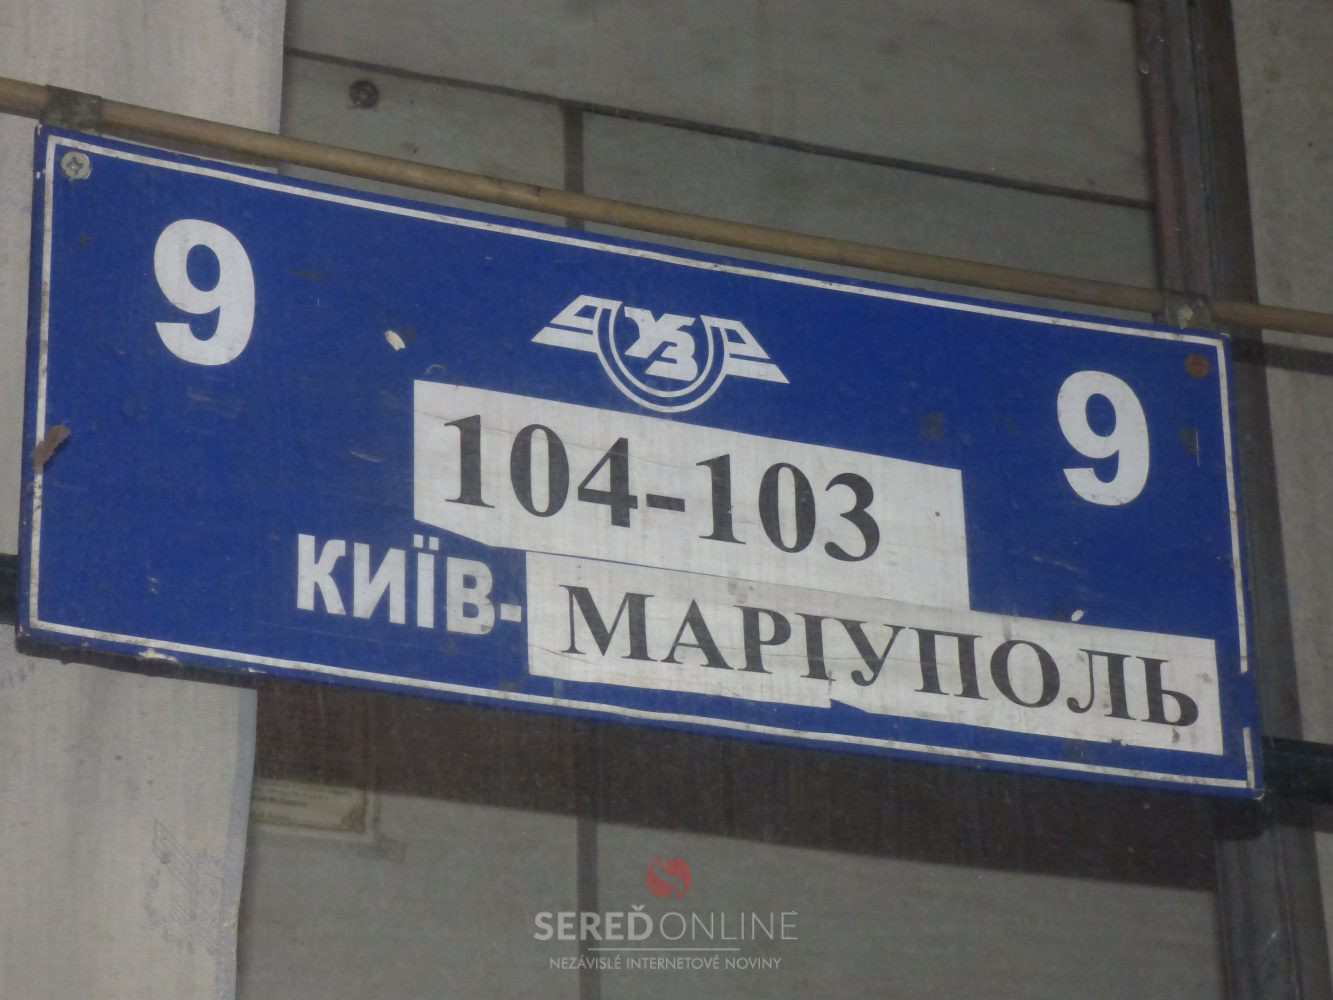 9
УЗ
9
104-103
КИЇВ-МАРІУПОЛЬ
SEREĎONLINE
NEZÁVISLÉ INTERNETOVÉ NOVINY